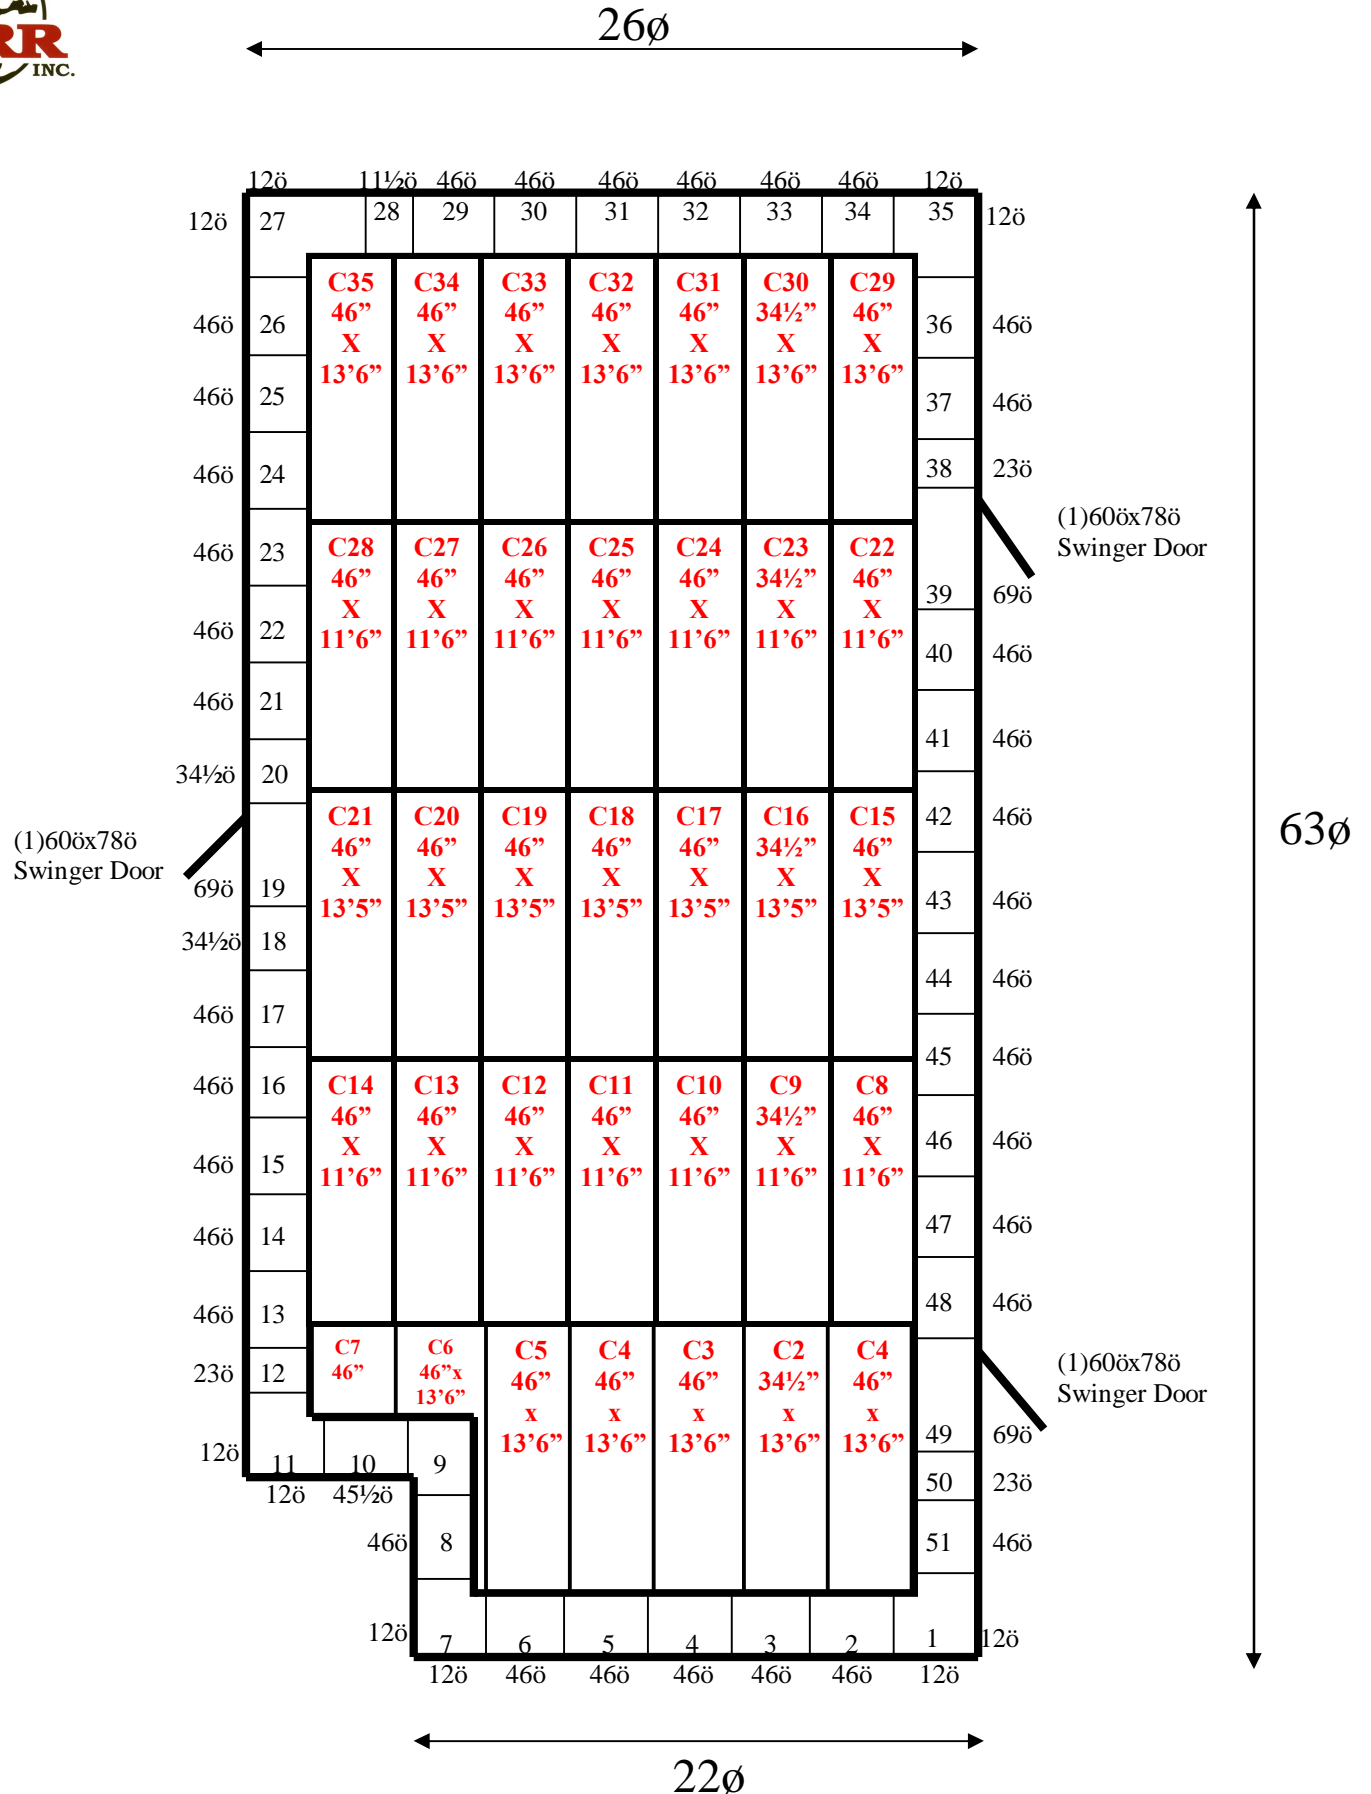 RR
INC.
26ø
12ö 11½ö 46ö 46ö 46ö 46ö 46ö 46ö 12ö
12ö 27 28 29 30 31 32 33 34 35 12ö
C35 C34 C33 C32 C31 C30 C29
46” 46” 46” 46” 46” 34½” 46”
X X X X X X X
13’6” 13’6” 13’6” 13’6” 13’6” 13’6” 13’6”
46ö 26 36 46ö
46ö 25 37 46ö
46ö 24 38 23ö
(1)60öx78ö
Swinger Door
C28 C27 C26 C25 C24 C23 C22
46” 46” 46” 46” 46” 34½” 46”
X X X X X X X
11’6” 11’6” 11’6” 11’6” 11’6” 11’6” 11’6”
46ö 23 39 69ö
46ö 22 40 46ö
46ö 21 41 46ö
34½ö 20
(1)60öx78ö
Swinger Door
63ø
C21 C20 C19 C18 C17 C16 C15
46” 46” 46” 46” 46” 34½” 46”
X X X X X X X
13’5” 13’5” 13’5” 13’5” 13’5” 13’5” 13’5”
42 46ö
69ö 19 43 46ö
34½ö 18 44 46ö
46ö 17 45 46ö
C14 C13 C12 C11 C10 C9 C8
46” 46” 46” 46” 46” 34½” 46”
X X X X X X X
11’6” 11’6” 11’6” 11’6” 11’6” 11’6” 11’6”
46ö 16 46 46ö
46ö 15 47 46ö
46ö 14 48 46ö
46ö 13
23ö 12
C7 C6 C5 C4 C3 C2 C4
46” 46”x 46” 46” 46” 34½” 46”
13’6” x x x x x
13’6” 13’6” 13’6” 13’6” 13’6”
(1)60öx78ö
Swinger Door
49 69ö
12ö 11 10 9 50 23ö
12ö 45½ö
46ö 8 51 46ö
12ö 7 6 5 4 3 2 1 12ö
12ö 46ö 46ö 46ö 46ö 46ö 12ö
22ø